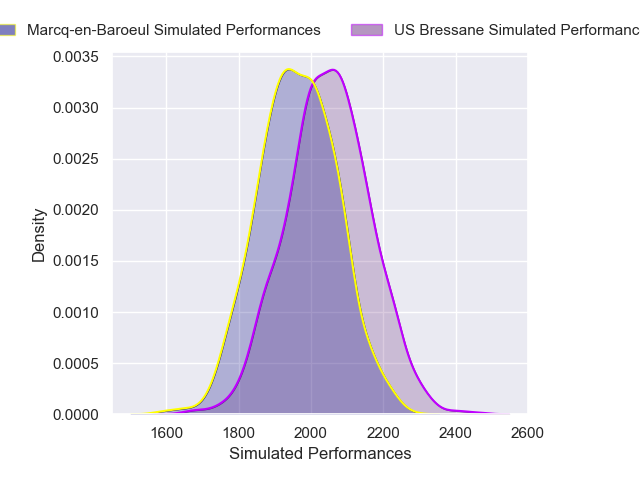 Marcq-en-Baroeul Simulated Performances
US Bressane Simulated Performanc
0.0035
0.0030
0.0025
0.0020
0.0015
0.0010
0.0005
0.0000
Density
1600 1800 2000 2200 2400 2600
Simulated Performances